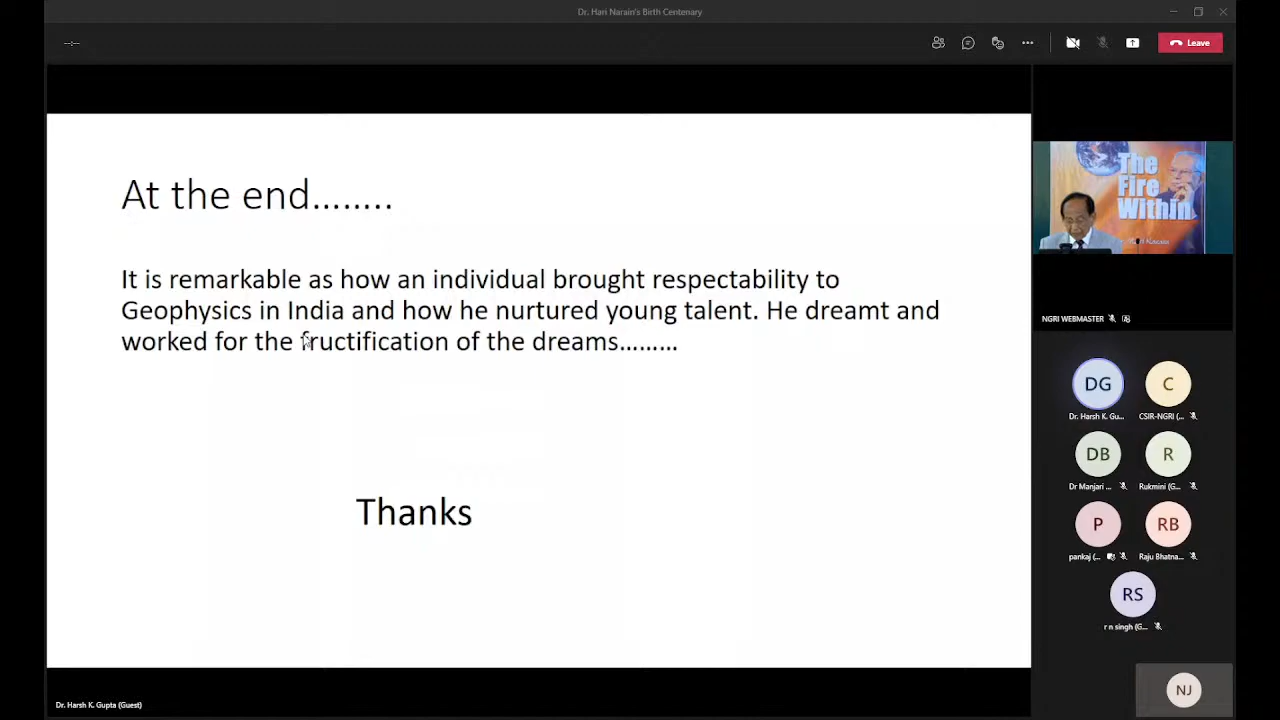 Dr. Hari Narain's Birth Centenary
--:--
Leave
At the end........
It is remarkable as how an individual brought respectability to
Geophysics in India and how he nurtured young talent. He dreamt and
worked for the fructification of the dreams.........
Thanks
The
Fire
Within
NGRI WEBMASTER
DG
C
Dr. Harsh K. Gu...
CSIR-NGRI (...
DB
R
Dr Manjari ...
Rukmini (G...
P
RB
pankaj (...
Raju Bhatna...
RS
r n singh (G...
NJ
Dr. Harsh K. Gupta (Guest)